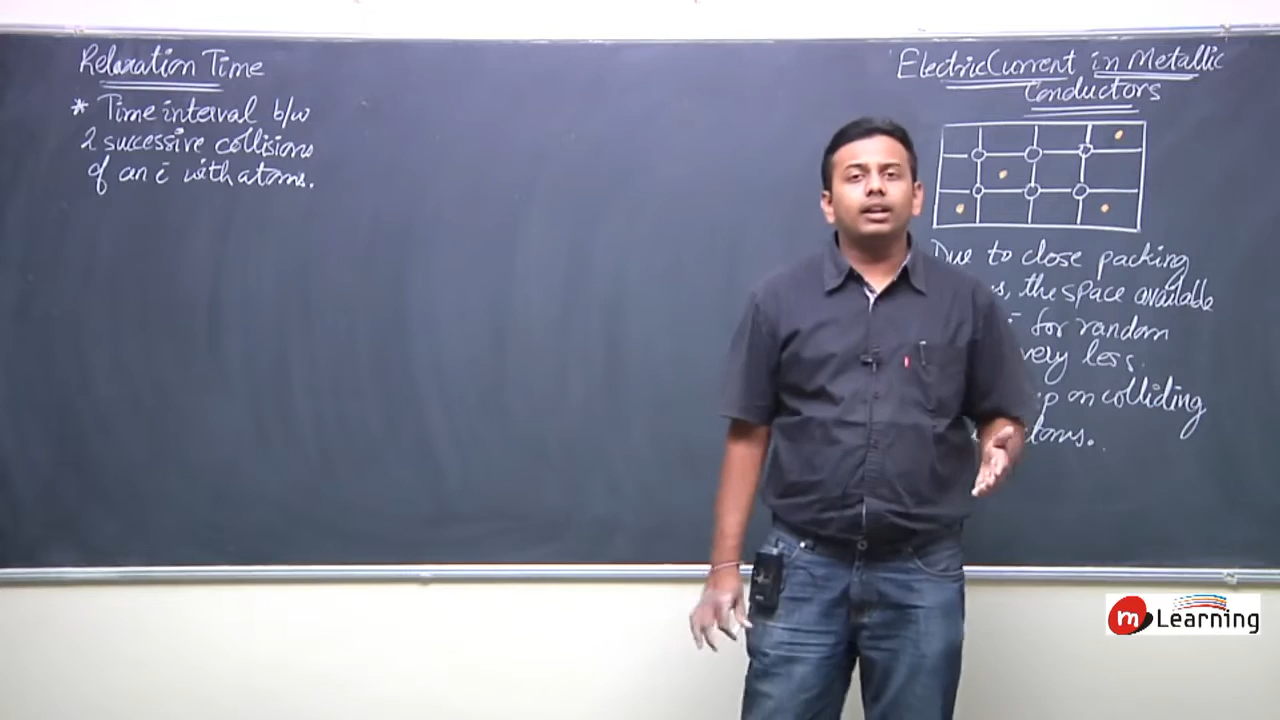 Relaxation Time
* Time interval b/w
2 successive collisions
of an ē with atoms.
Electric Current in Metallic
Conductors
Due to close packing
the space available
for random
very less.
on colliding
m Learning